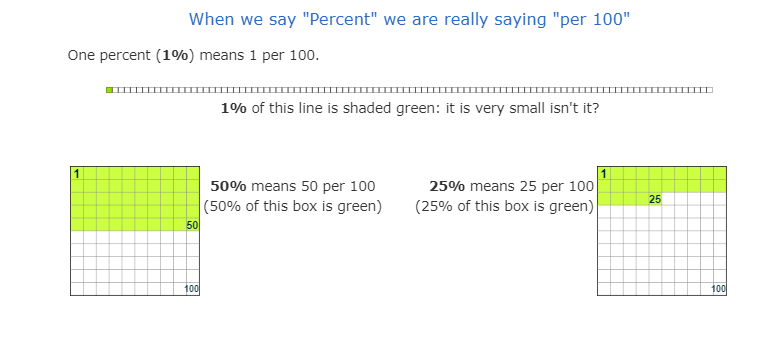 When we say "Percent" we are really saying "per 100"
One percent (1%) means 1 per 100.
1% of this line is shaded green: it is very small isn't it?
1
50
100
50% means 50 per 100
(50% of this box is green)
25% means 25 per 100
(25% of this box is green)
1
25
100